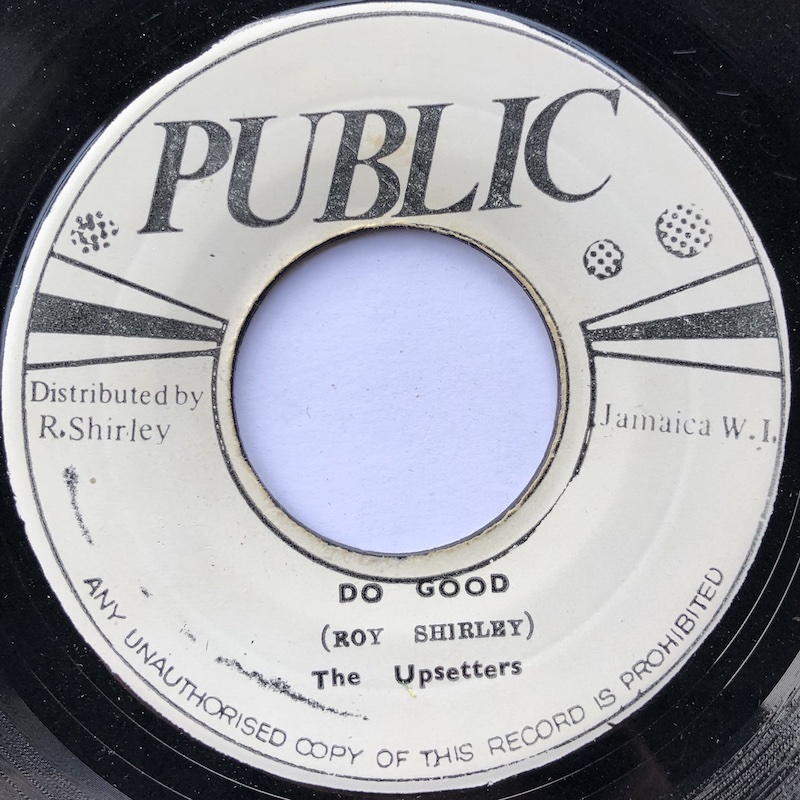 PUBLIC
Distributed by
R.Shirley
Jamaica W.I.
DO GOOD
(ROY SHIRLEY)
The Upsetters
ANY UNAUTHORISED COPY OF THIS RECORD IS PROHIBITED